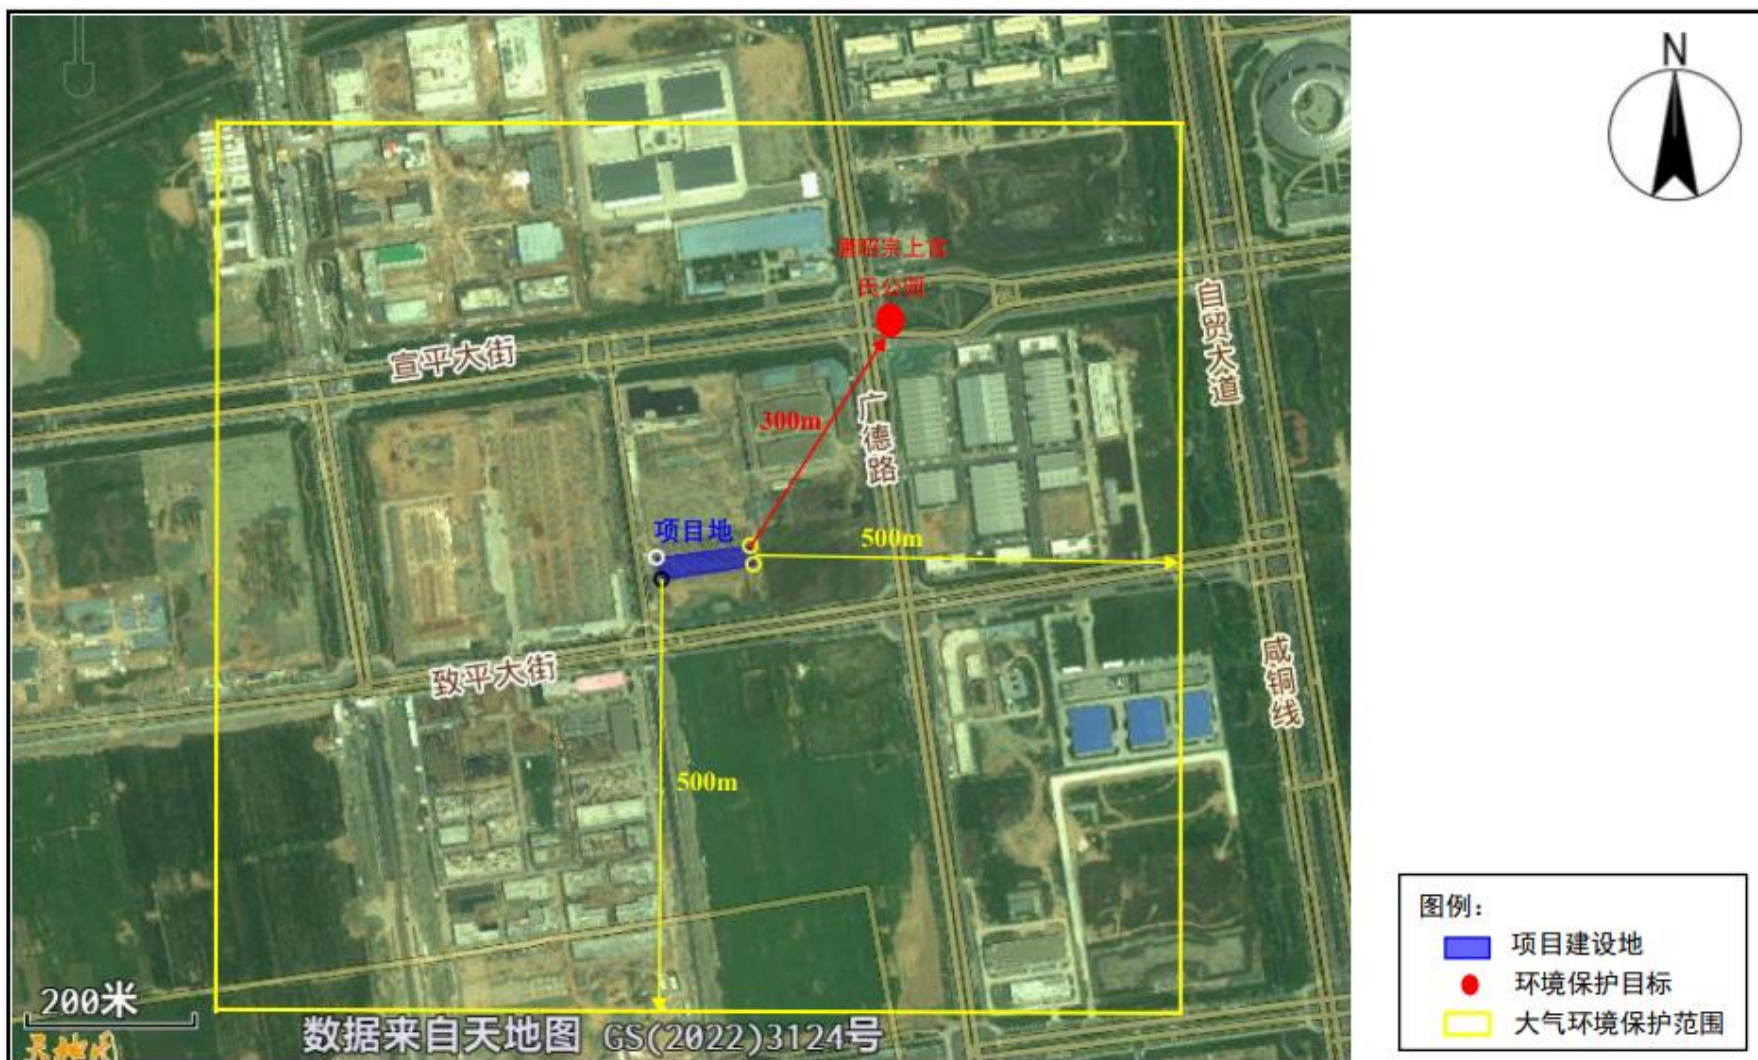 N
唐昭宗上官
氏公园
自贸大道
宣平大街
广德路
300m
项目地
500m
致平大街
咸铜线
500m
200米
数据来自天地图 GS(2022)3124号
图例：
项目建设地
环境保护目标
大气环境保护范围